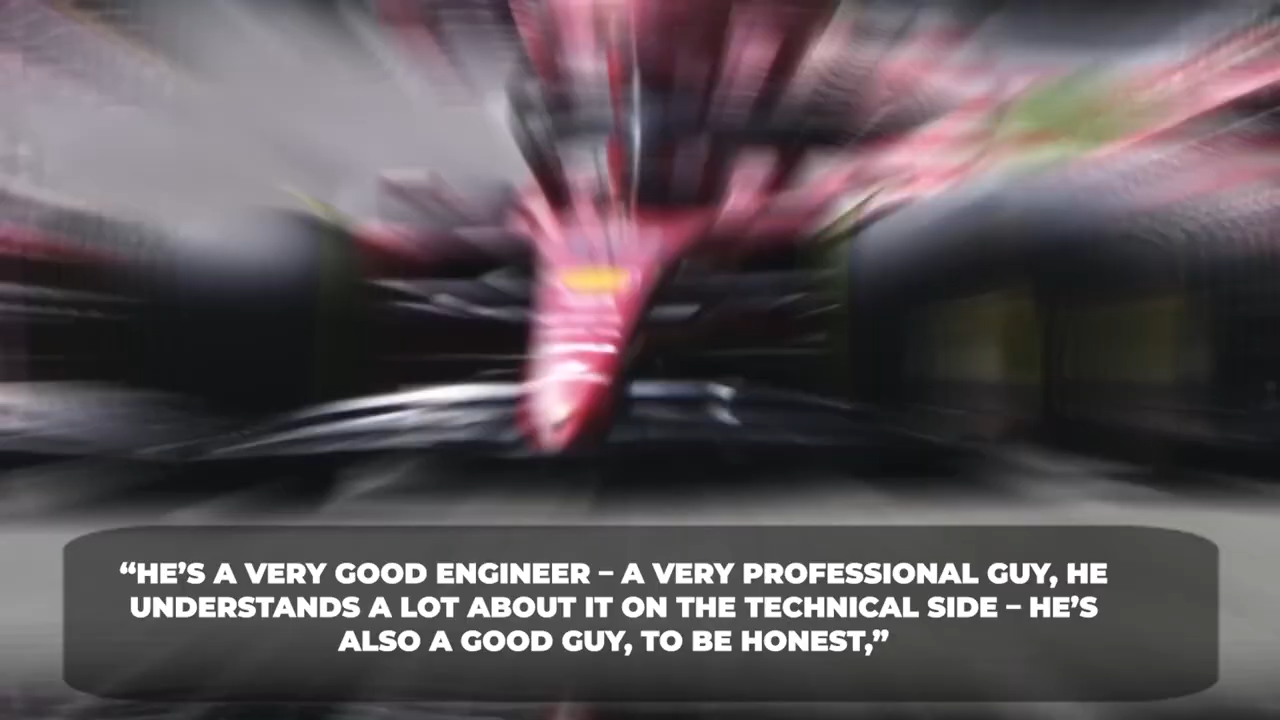 “HE’S A VERY GOOD ENGINEER – A VERY PROFESSIONAL GUY, HE
UNDERSTANDS A LOT ABOUT IT ON THE TECHNICAL SIDE – HE’S
ALSO A GOOD GUY, TO BE HONEST,”